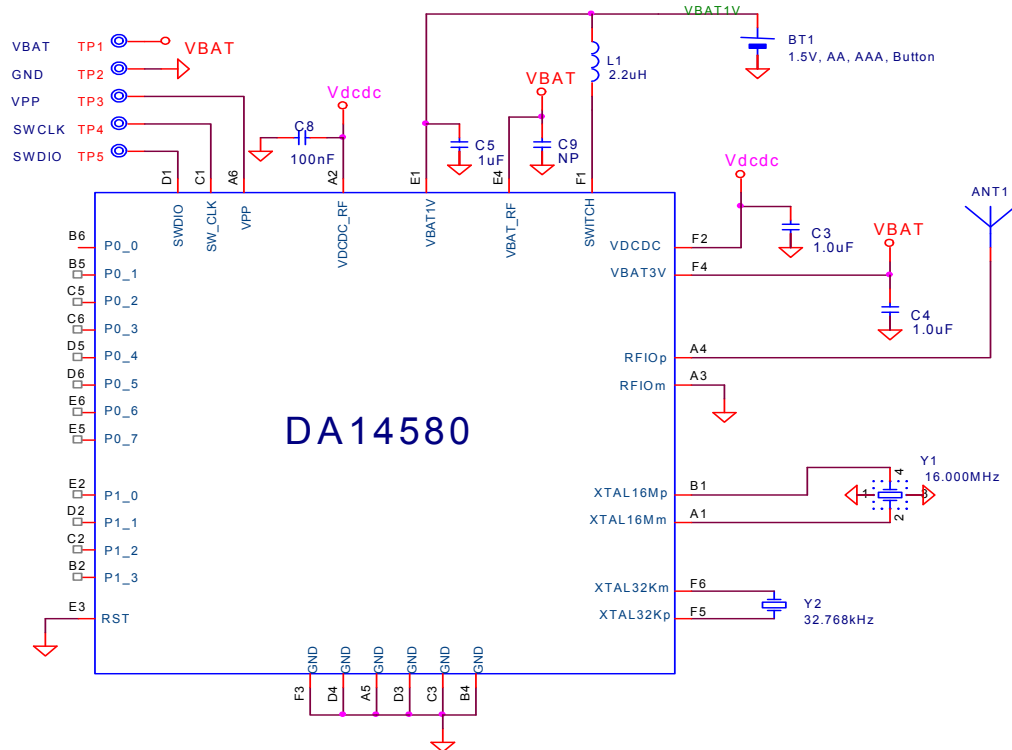 VBAT1V
VBAT TP1 VBAT
BT1
1.5V, AA, AAA, Button
GND TP2
L1
2.2uH
VPP TP3
VBAT
Vdcdc
SWCLK TP4
C8
100nF
C5
1uF
C9
NP
SWDIO TP5
Vdcdc
D1 C1 A6 A2 E1 E4 F1
ANT1
SWDIO SW_CLK VPP VDCDC_RF VBAT1V VBAT_RF SWITCH
C3
1.0uF
VBAT
B6 P0_0
VDCDC F2
B5 P0_1
VBAT3V F4
C5 P0_2
C6 P0_3
C4
1.0uF
D5 P0_4
RFIOp A4
D6 P0_5
RFIOm A3
E6 P0_6
E5 P0_7
DA14580
Y1
16.000MHz
4
1 3
2
E2 P1_0
XTAL16Mp B1
D2 P1_1
XTAL16Mm A1
C2 P1_2
B2 P1_3
XTAL32Km F6
E3 RST
XTAL32Kp F5
Y2
32.768kHz
GND GND GND GND GND GND
F3 D4 A5 D3 C3 B4